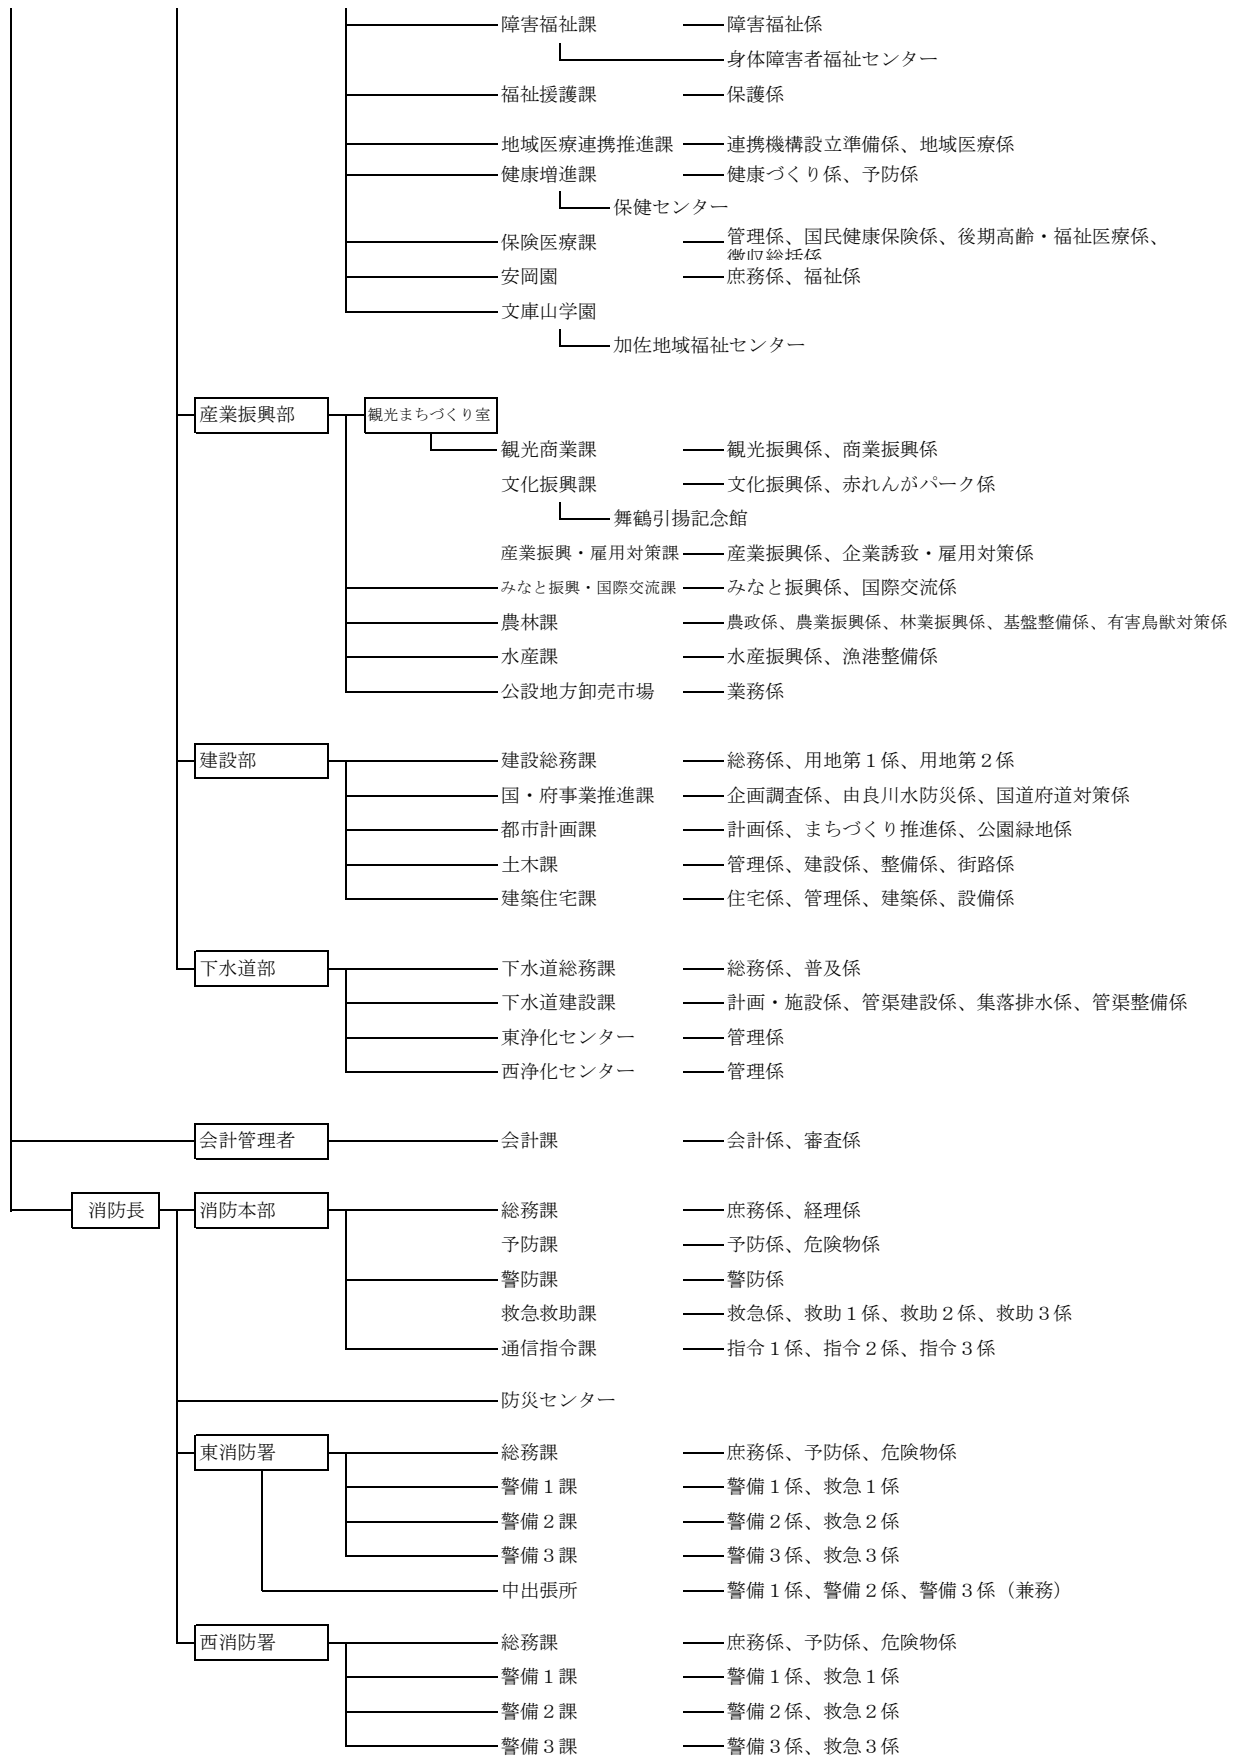 障害福祉課 障害福祉係
身体障害者福祉センター
福祉援護課 保護係
地域医療連携推進課 連携機構設立準備係、地域医療係
健康増進課 健康づくり係、予防係
保健センター
保険医療課 管理係、国民健康保険係、後期高齢・福祉医療係、
徴収総括係
安岡園 庶務係、福祉係
文庫山学園
加佐地域福祉センター
産業振興部 観光まちづくり室
観光商業課 観光振興係、商業振興係
文化振興課 文化振興係、赤れんがパーク係
舞鶴引揚記念館
産業振興・雇用対策課 産業振興係、企業誘致・雇用対策係
みなと振興・国際交流課 みなと振興係、国際交流係
農林課 農政係、農業振興係、林業振興係、基盤整備係、有害鳥獣対策係
水産課 水産振興係、漁港整備係
公設地方卸売市場 業務係
建設部 建設総務課 総務係、用地第１係、用地第２係
国・府事業推進課 企画調査係、由良川水防災係、国道府道対策係
都市計画課 計画係、まちづくり推進係、公園緑地係
土木課 管理係、建設係、整備係、街路係
建築住宅課 住宅係、管理係、建築係、設備係
下水道部 下水道総務課 総務係、普及係
下水道建設課 計画・施設係、管渠建設係、集落排水係、管渠整備係
東浄化センター 管理係
西浄化センター 管理係
会計管理者 会計課 会計係、審査係
消防長 消防本部 総務課 庶務係、経理係
予防課 予防係、危険物係
警防課 警防係
救急救助課 救急係、救助１係、救助２係、救助３係
通信指令課 指令１係、指令２係、指令３係
防災センター
東消防署 総務課 庶務係、予防係、危険物係
警備１課 警備１係、救急１係
警備２課 警備２係、救急２係
警備３課 警備３係、救急３係
中出張所 警備１係、警備２係、警備３係（兼務）
西消防署 総務課 庶務係、予防係、危険物係
警備１課 警備１係、救急１係
警備２課 警備２係、救急２係
警備３課 警備３係、救急３係